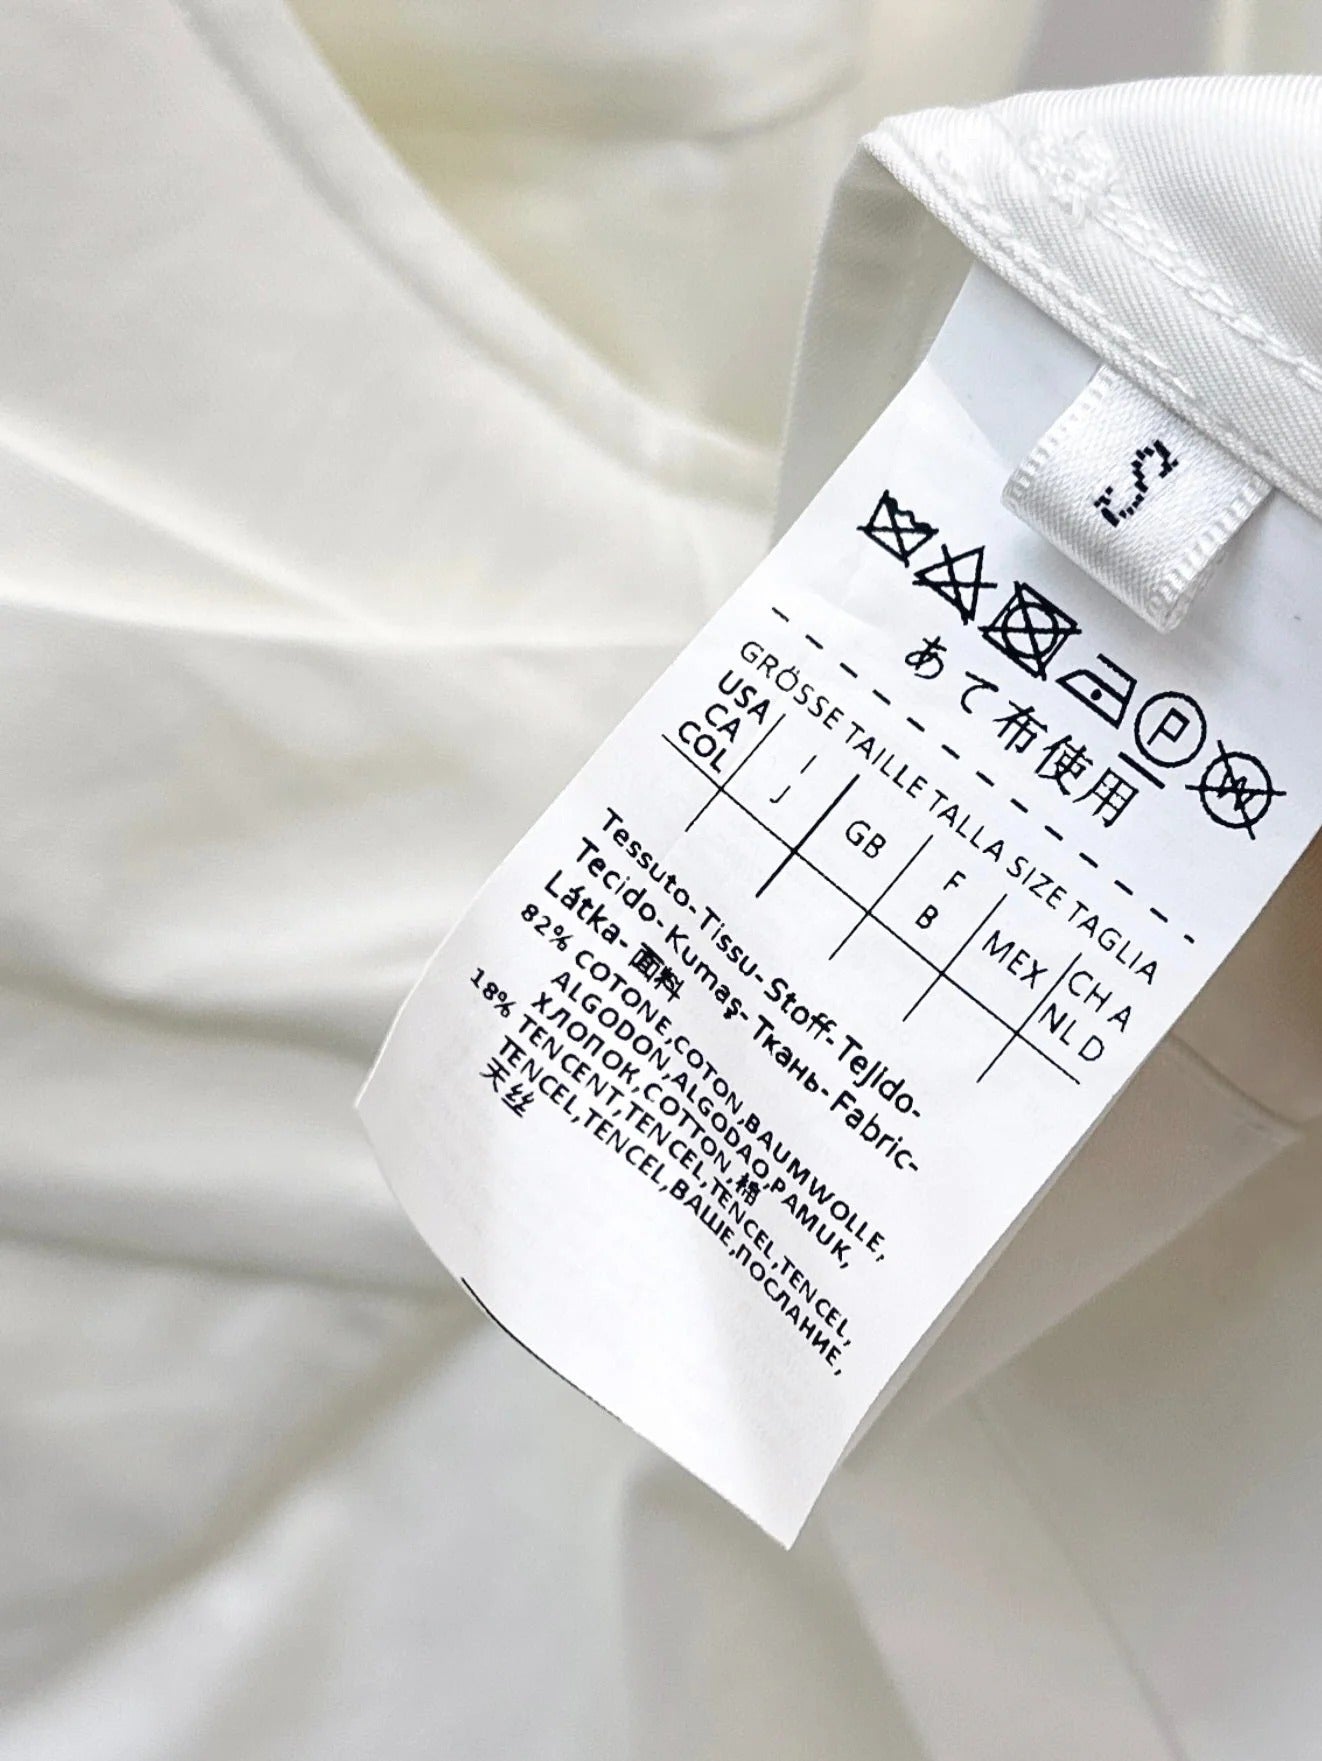 S
P
W
あて布使用
GRÖSSE TAILLE TALLA SIZE TAGLIA
USA CA COL
I J
GB
F B
MEX
CH A NL D
Tessuto-Tissu-Stoff-Tejido-
Tecido-Kumaş-Ткань-Fabric-
Látka-面料
82% COTONE,COTON,BAUMWOLLE,
ALGODON,ALGODAO,PAMUK,
ХЛОПОК,COTTON,棉
18% TENCENT,TENCEL,TENCEL,TENCEL,
TENCEL,TENCEL,ВАШЕ,ПОСЛАНИЕ,
天丝